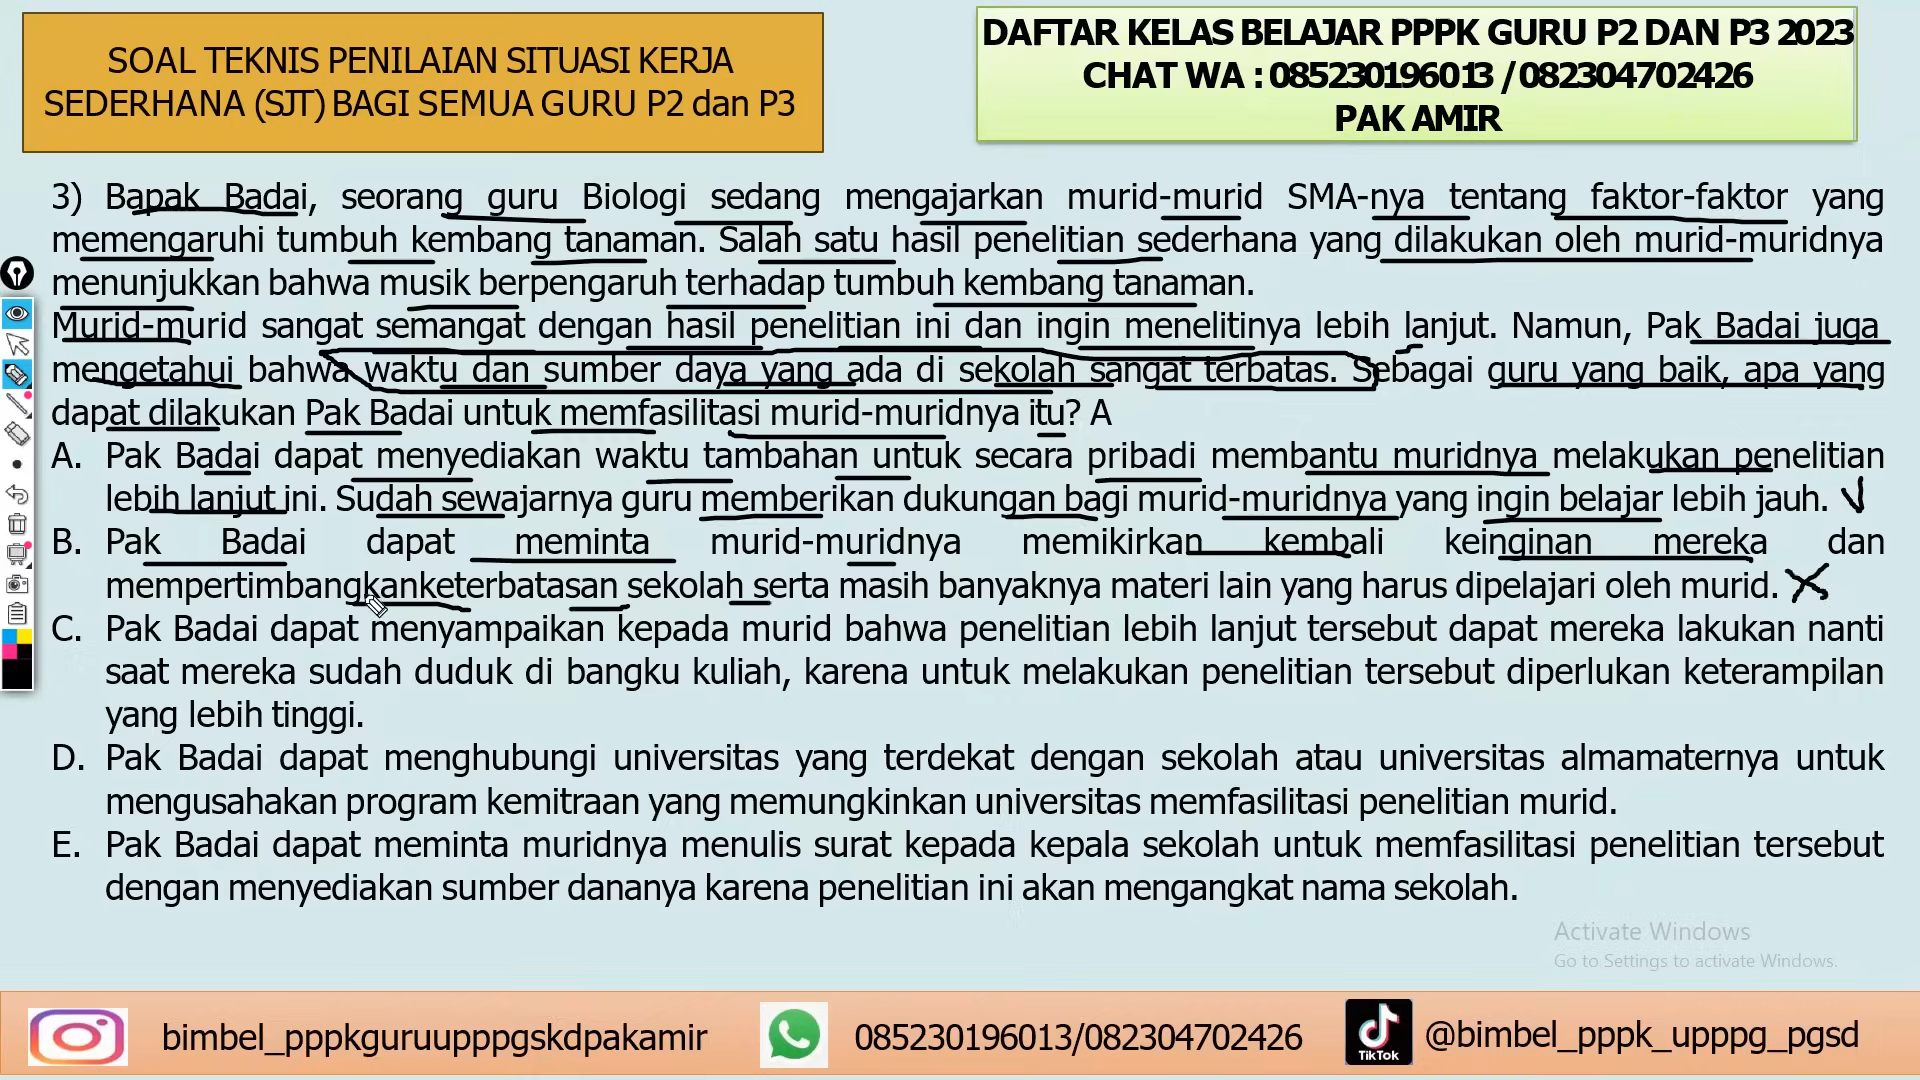 SOAL TEKNIS PENILAIAN SITUASI KERJA
SEDERHANA (SJT) BAGI SEMUA GURU P2 dan P3
DAFTAR KELAS BELAJAR PPPK GURU P2 DAN P3 2023
CHAT WA : 085230196013 / 082304702426
PAK AMIR
3) Bapak Badai, seorang guru Biologi sedang mengajarkan murid-murid SMA-nya tentang faktor-faktor yang
memengaruhi tumbuh kembang tanaman. Salah satu hasil penelitian sederhana yang dilakukan oleh murid-muridnya
menunjukkan bahwa musik berpengaruh terhadap tumbuh kembang tanaman.
Murid-murid sangat semangat dengan hasil penelitian ini dan ingin menelitinya lebih lanjut. Namun, Pak Badai juga
mengetahui bahwa waktu dan sumber daya yang ada di sekolah sangat terbatas. Sebagai guru yang baik, apa yang
dapat dilakukan Pak Badai untuk memfasilitasi murid-muridnya itu? A
A. Pak Badai dapat menyediakan waktu tambahan untuk secara pribadi membantu muridnya melakukan penelitian
lebih lanjut ini. Sudah sewajarnya guru memberikan dukungan bagi murid-muridnya yang ingin belajar lebih jauh.
B. Pak Badai dapat meminta murid-muridnya memikirkan kembali keinginan mereka dan
mempertimbangkanketerbatasan sekolah serta masih banyaknya materi lain yang harus dipelajari oleh murid.
C. Pak Badai dapat menyampaikan kepada murid bahwa penelitian lebih lanjut tersebut dapat mereka lakukan nanti
saat mereka sudah duduk di bangku kuliah, karena untuk melakukan penelitian tersebut diperlukan keterampilan
yang lebih tinggi.
D. Pak Badai dapat menghubungi universitas yang terdekat dengan sekolah atau universitas almamaternya untuk
mengusahakan program kemitraan yang memungkinkan universitas memfasilitasi penelitian murid.
E. Pak Badai dapat meminta muridnya menulis surat kepada kepala sekolah untuk memfasilitasi penelitian tersebut
dengan menyediakan sumber dananya karena penelitian ini akan mengangkat nama sekolah.
Activate Windows
Go to Settings to activate Windows.
bimbel_pppkguruupppgskdpakamir
085230196013/082304702426
TikTok
@bimbel_pppk_upppg_pgsd